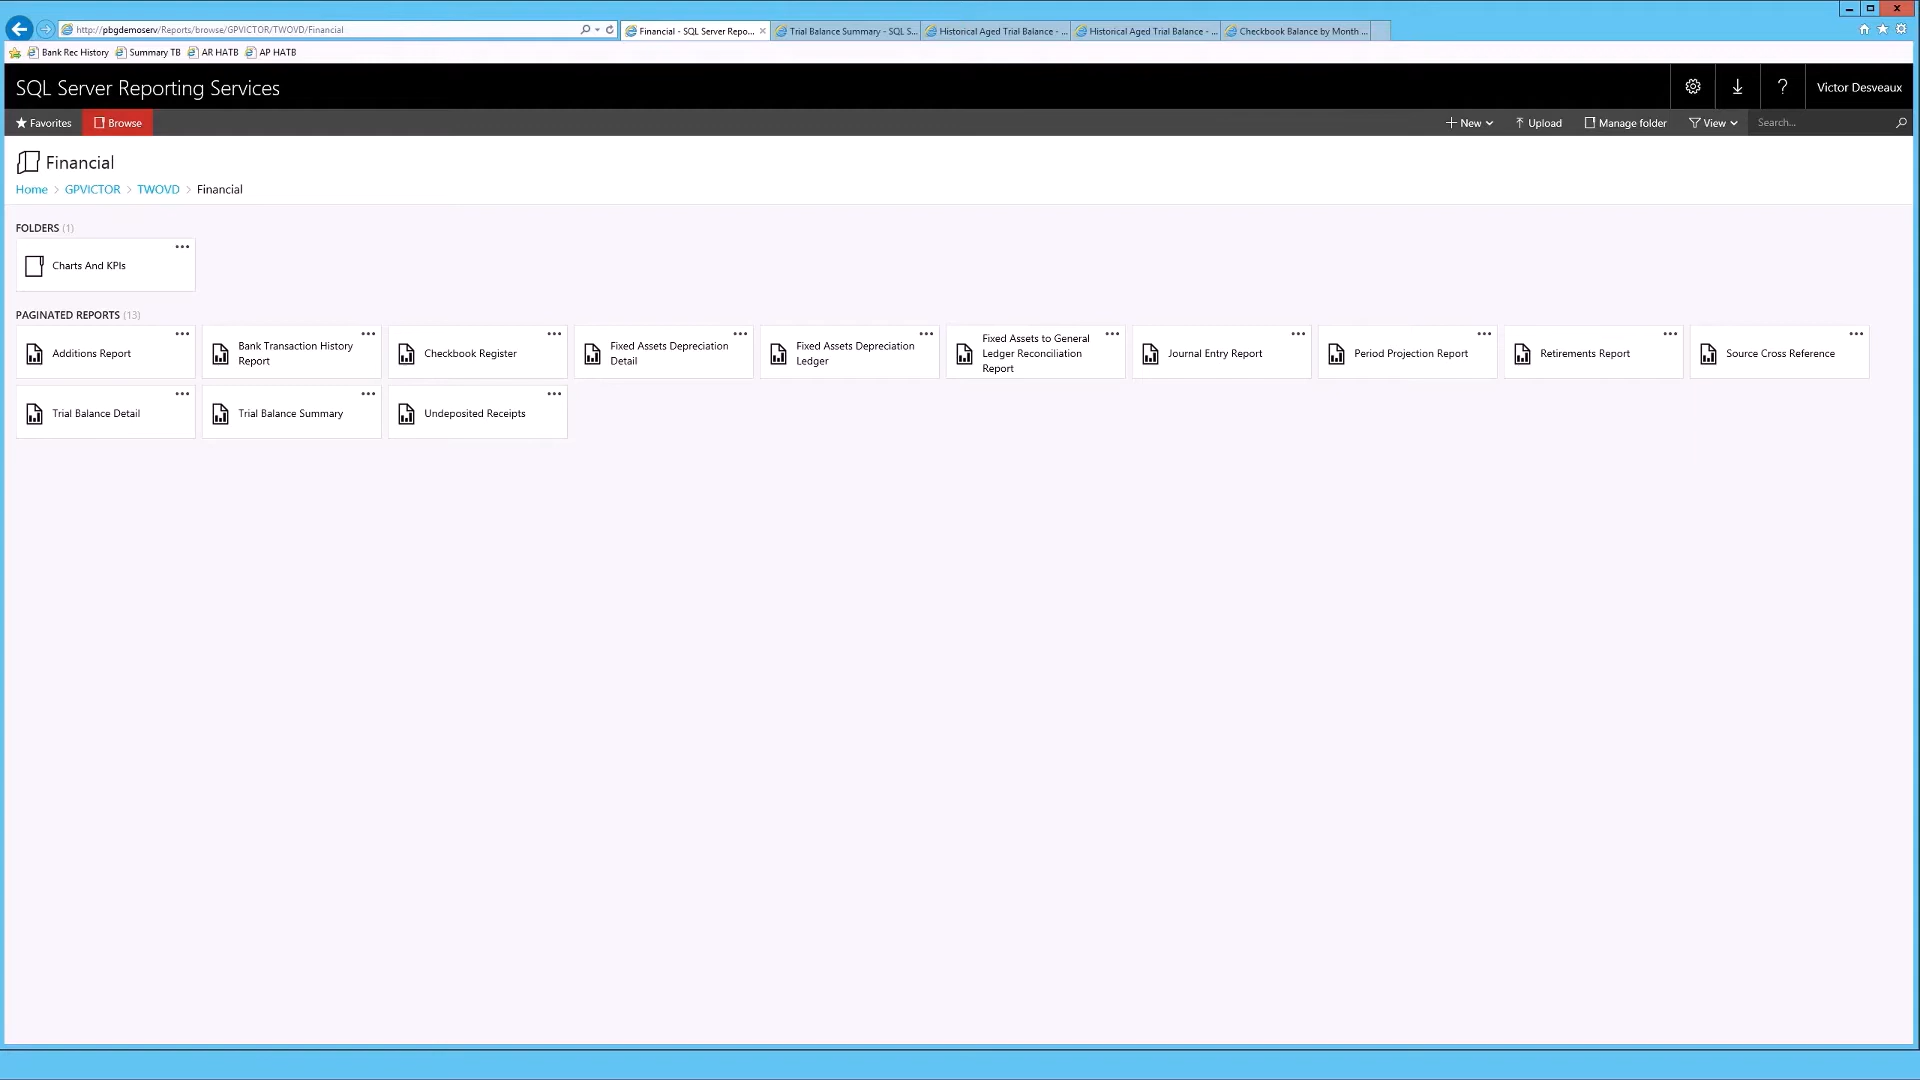 http://pbgdemoserv/Reports/browse/GPVICTOR/TWOVD/Financial
Financial - SQL Server Repo...
Trial Balance Summary - SQL S...
Historical Aged Trial Balance - ...
Historical Aged Trial Balance - ...
Checkbook Balance by Month ...
Bank Rec History
Summary TB
AR HATB
AP HATB
SQL Server Reporting Services
?
Victor Desveaux
Favorites
Browse
New
Upload
Manage folder
View
Search...
Financial
Home > GPVICTOR > TWOVD > Financial
FOLDERS (1)
Charts And KPIs
PAGINATED REPORTS (13)
Additions Report
Bank Transaction History
Report
Checkbook Register
Fixed Assets Depreciation
Detail
Fixed Assets Depreciation
Ledger
Fixed Assets to General
Ledger Reconciliation
Report
Journal Entry Report
Period Projection Report
Retirements Report
Source Cross Reference
Trial Balance Detail
Trial Balance Summary
Undeposited Receipts